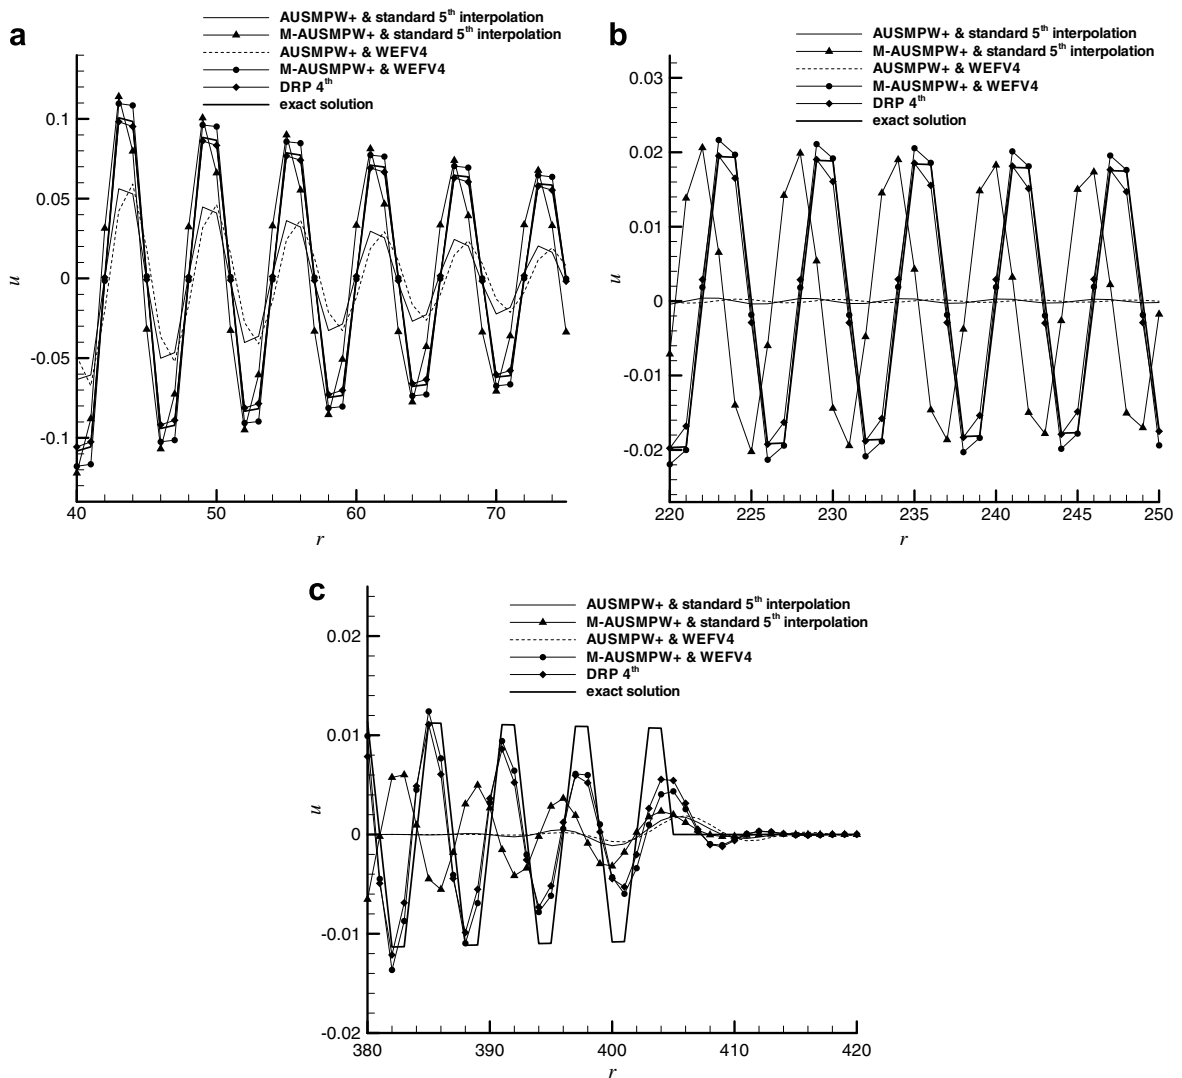 a
AUSMPW+ & standard 5th interpolation
M-AUSMPW+ & standard 5th interpolation
AUSMPW+ & WEFV4
M-AUSMPW+ & WEFV4
DRP 4th
exact solution
0.1
0.05
0
-0.05
-0.1
u
40
50
60
70
r
b
AUSMPW+ & standard 5th interpolation
M-AUSMPW+ & standard 5th interpolation
AUSMPW+ & WEFV4
M-AUSMPW+ & WEFV4
DRP 4th
exact solution
0.03
0.02
0.01
0
-0.01
-0.02
u
220
225
230
235
240
245
250
r
c
AUSMPW+ & standard 5th interpolation
M-AUSMPW+ & standard 5th interpolation
AUSMPW+ & WEFV4
M-AUSMPW+ & WEFV4
DRP 4th
exact solution
0.02
0.01
0
-0.01
-0.02
u
380
390
400
410
420
r